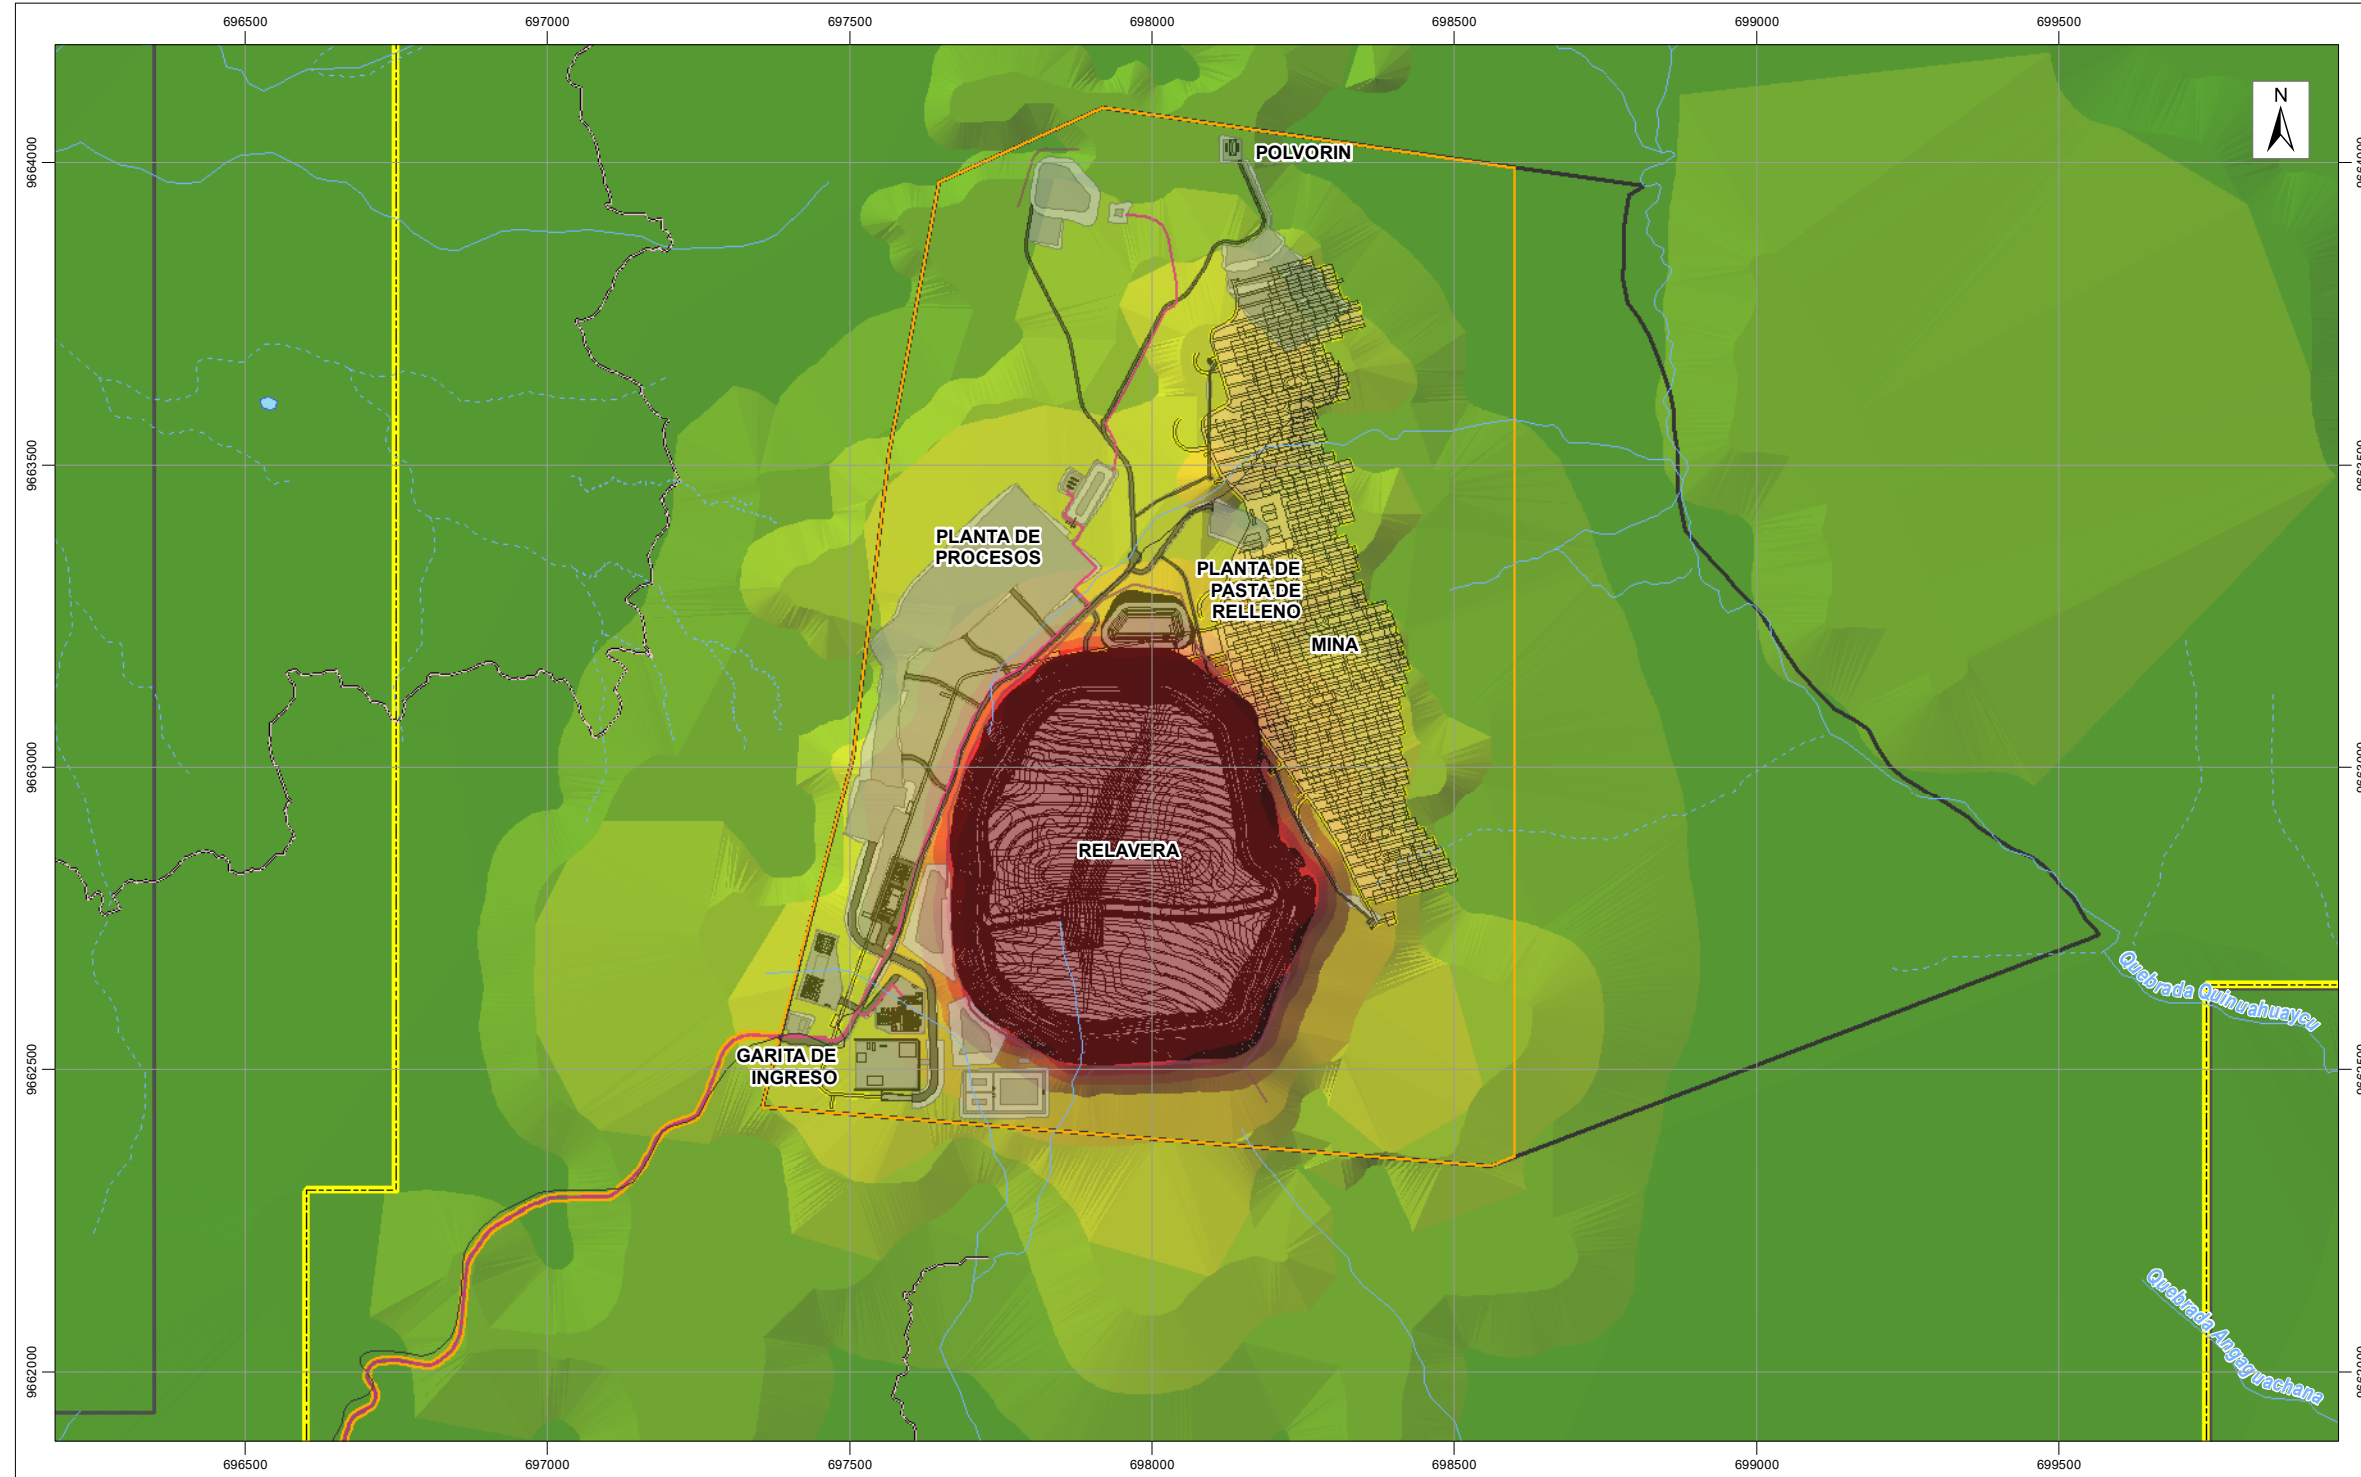 696500 697000 697500 698000 698500 699000 699500
N
9664000
POLVORIN
9663500
PLANTA DE
PROCESOS
PLANTA DE
PASTA DE
RELLENO
MINA
9663000
RELAVERA
Quebrada Quinuahuaycu
GARITA DE
INGRESO
9662500
Quebrada Angaguachana
9662000
696500 697000 697500 698000 698500 699000 699500